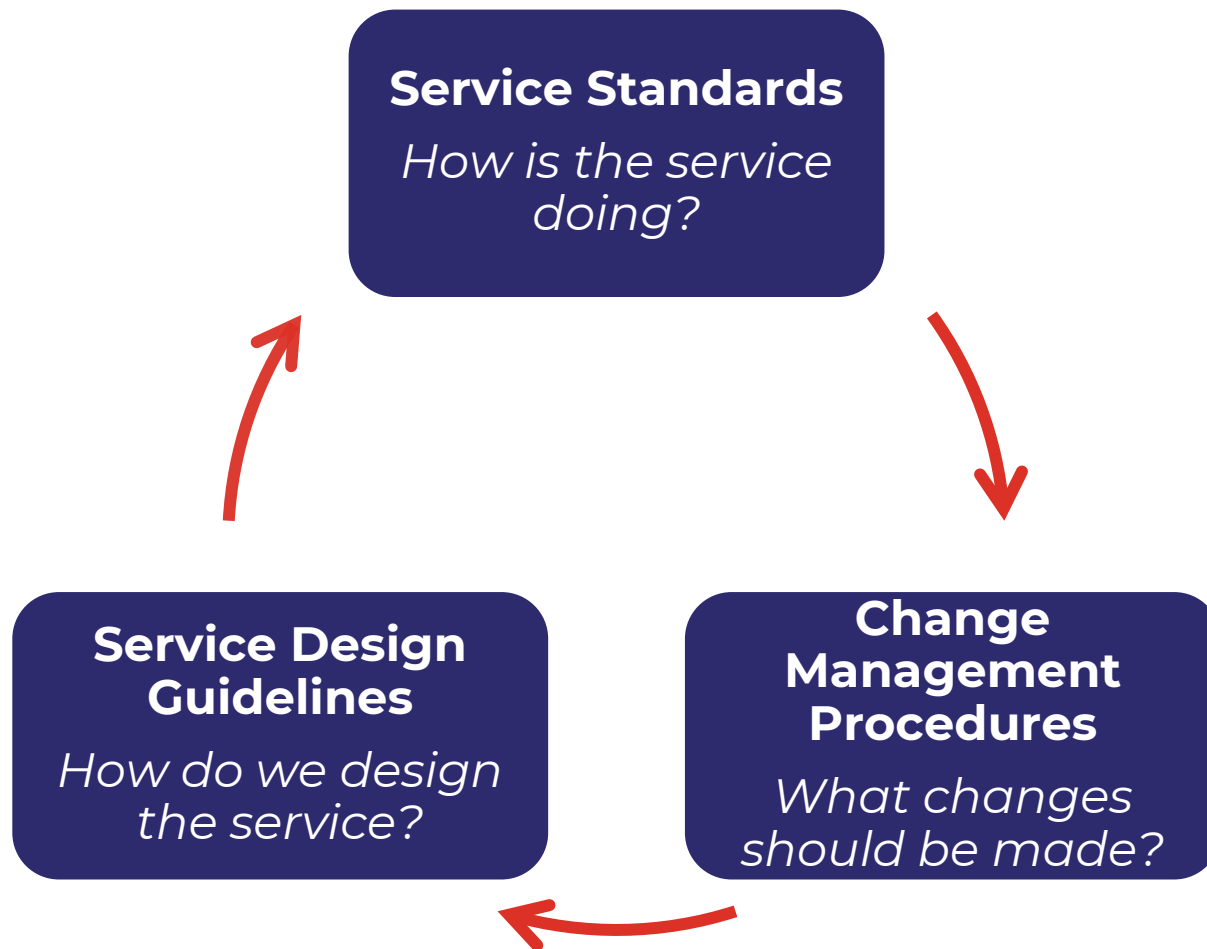 Service Standards
How is the service
doing?
Service Design
Guidelines
How do we design
the service?
Change
Management
Procedures
What changes
should be made?